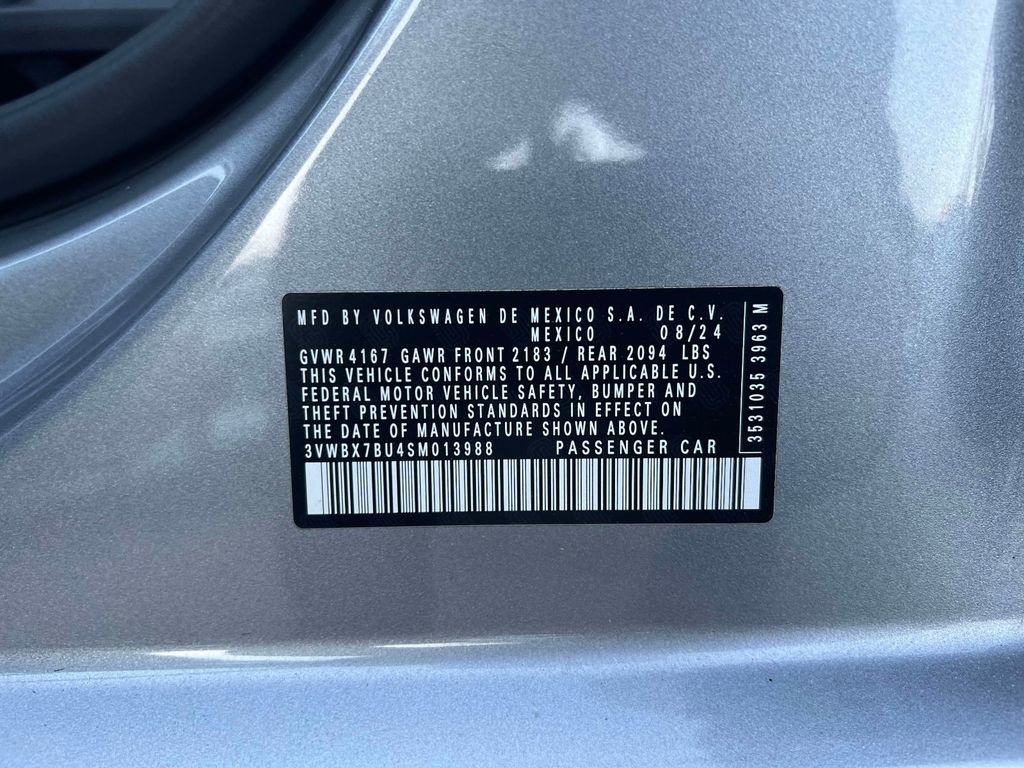 MFD BY VOLKSWAGEN DE MEXICO S.A. DE C.V.
MEXICO 08/24
GVWR 4167 GAWR FRONT 2183 / REAR 2094 LBS
THIS VEHICLE CONFORMS TO ALL APPLICABLE U.S.
FEDERAL MOTOR VEHICLE SAFETY, BUMPER AND
THEFT PREVENTION STANDARDS IN EFFECT ON
THE DATE OF MANUFACTURE SHOWN ABOVE.
3VWBX7BU4SM013988 PASSENGER CAR
3531035 3963 M